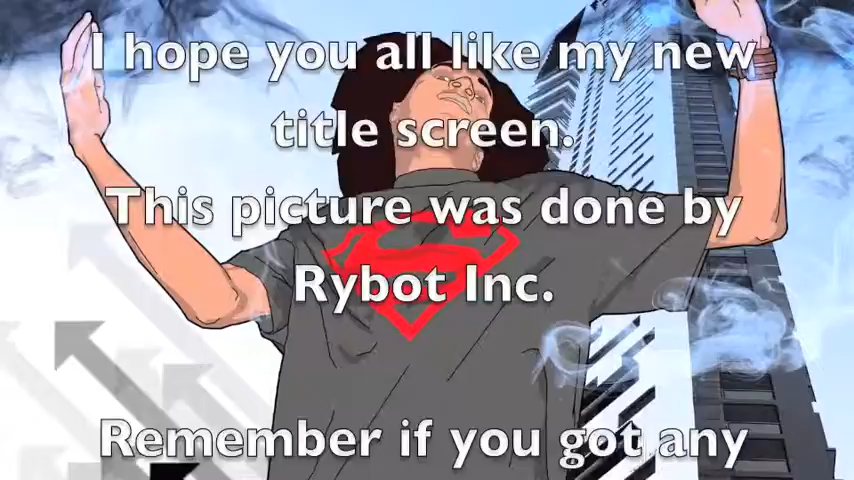 I hope you all like my new
title screen.
This picture was done by
Rybot Inc.
Remember if you got any